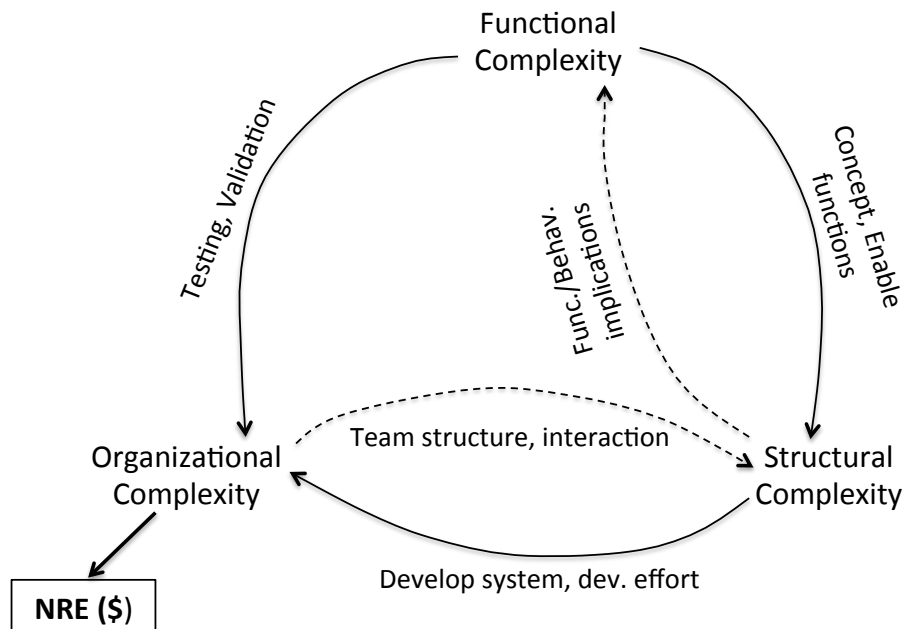 Functional
Complexity
Testing, Validation
Concept, Enable
functions
Func./Behav.
implications
Team structure, interaction
Organizational
Complexity
Structural
Complexity
Develop system, dev. effort
NRE ($)